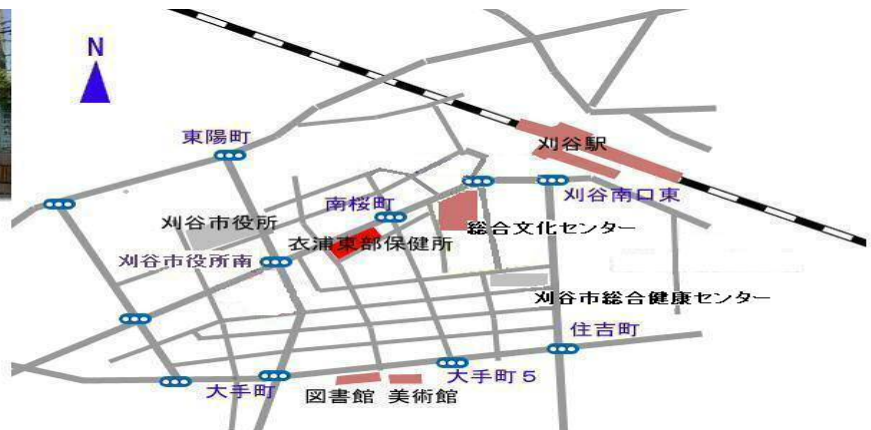 N
東陽町
刈谷駅
刈谷市役所
南桜町
刈谷南口東
総合文化センター
衣浦東部保健所
刈谷市役所南
刈谷市総合健康センター
住吉町
大手町
大手町5
図書館
美術館